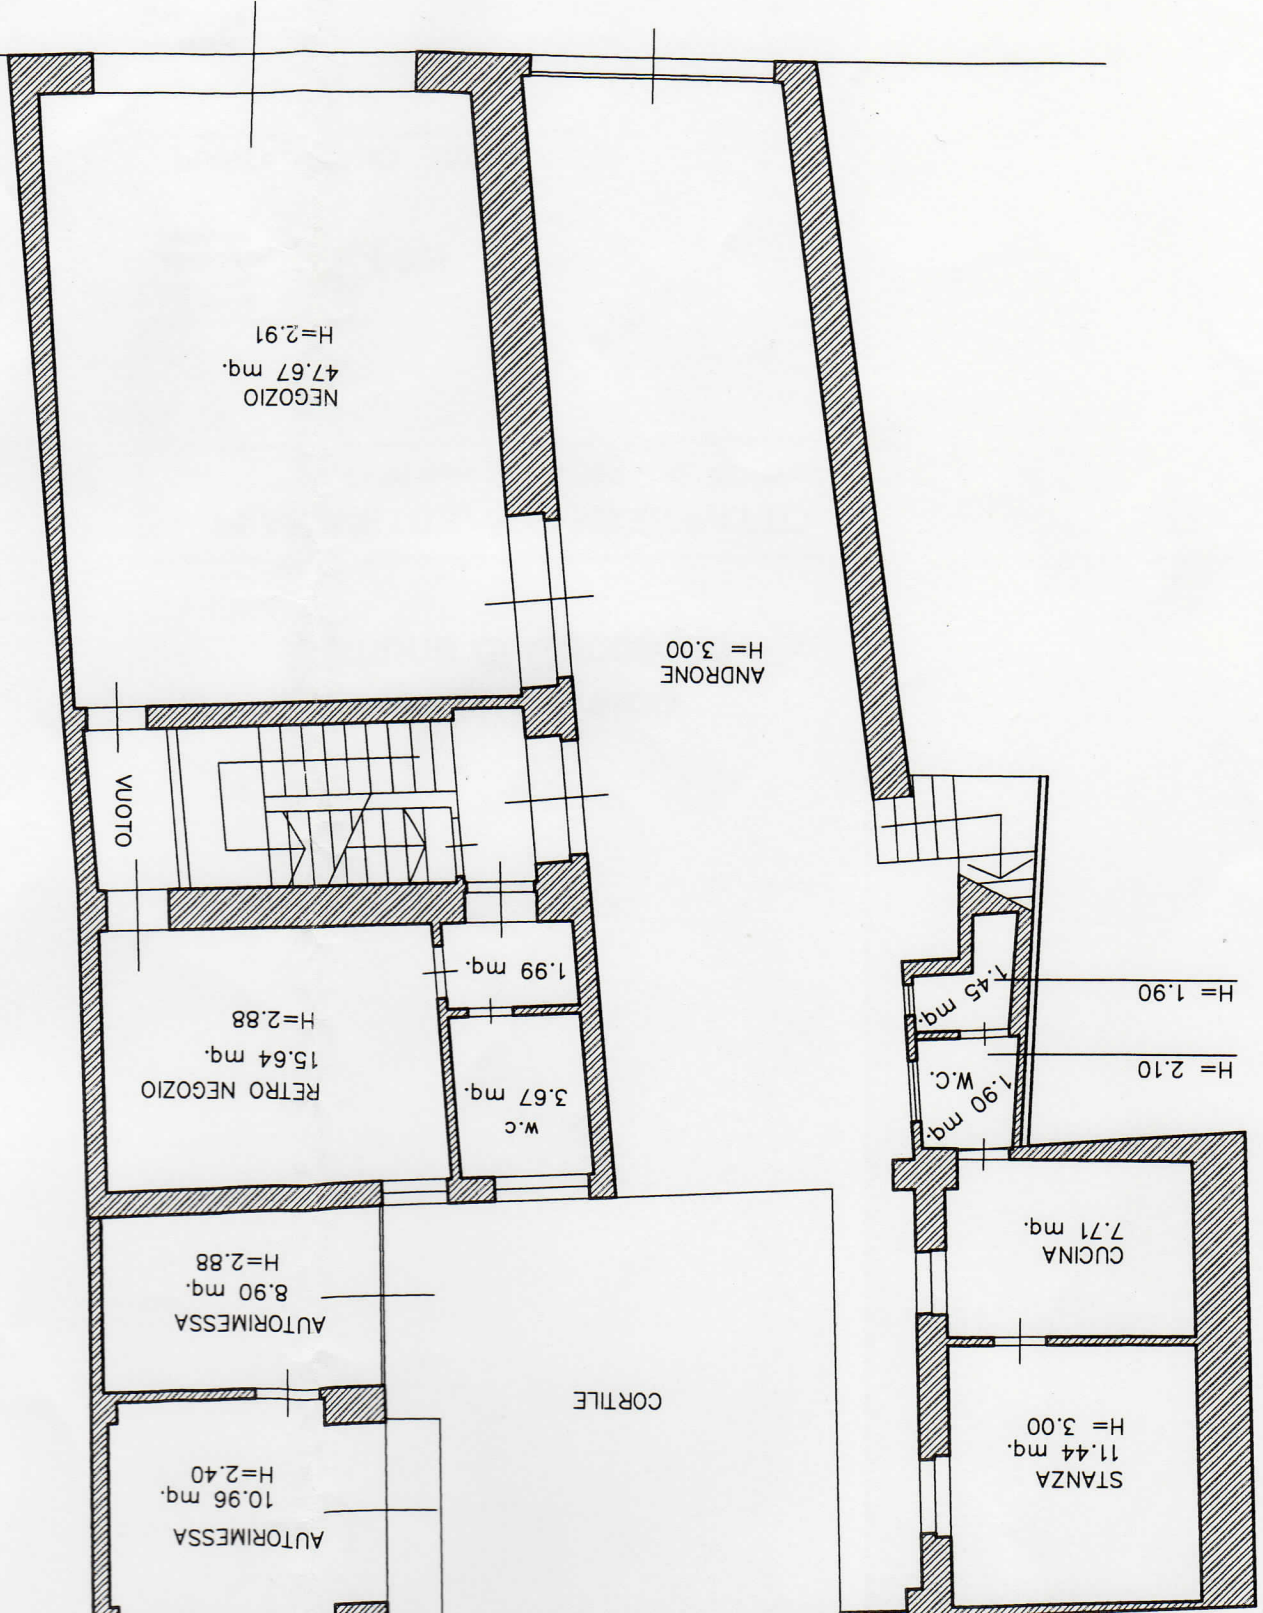 STANZA
11.44 mq.
H= 3.00
CORTILE
AUTORIMESSA
10.96 mq.
H=2.40
CUCINA
7.71 mq.
AUTORIMESSA
8.90 mq.
H=2.88
H= 2.10
W.C.
1.90 mq.
w.c
3.67 mq.
RETRO NEGOZIO
15.64 mq.
H=2.88
H= 1.90
1.45 mq.
1.99 mq.
VUOTO
ANDRONE
H= 3.00
NEGOZIO
47.67 mq.
H=2.91